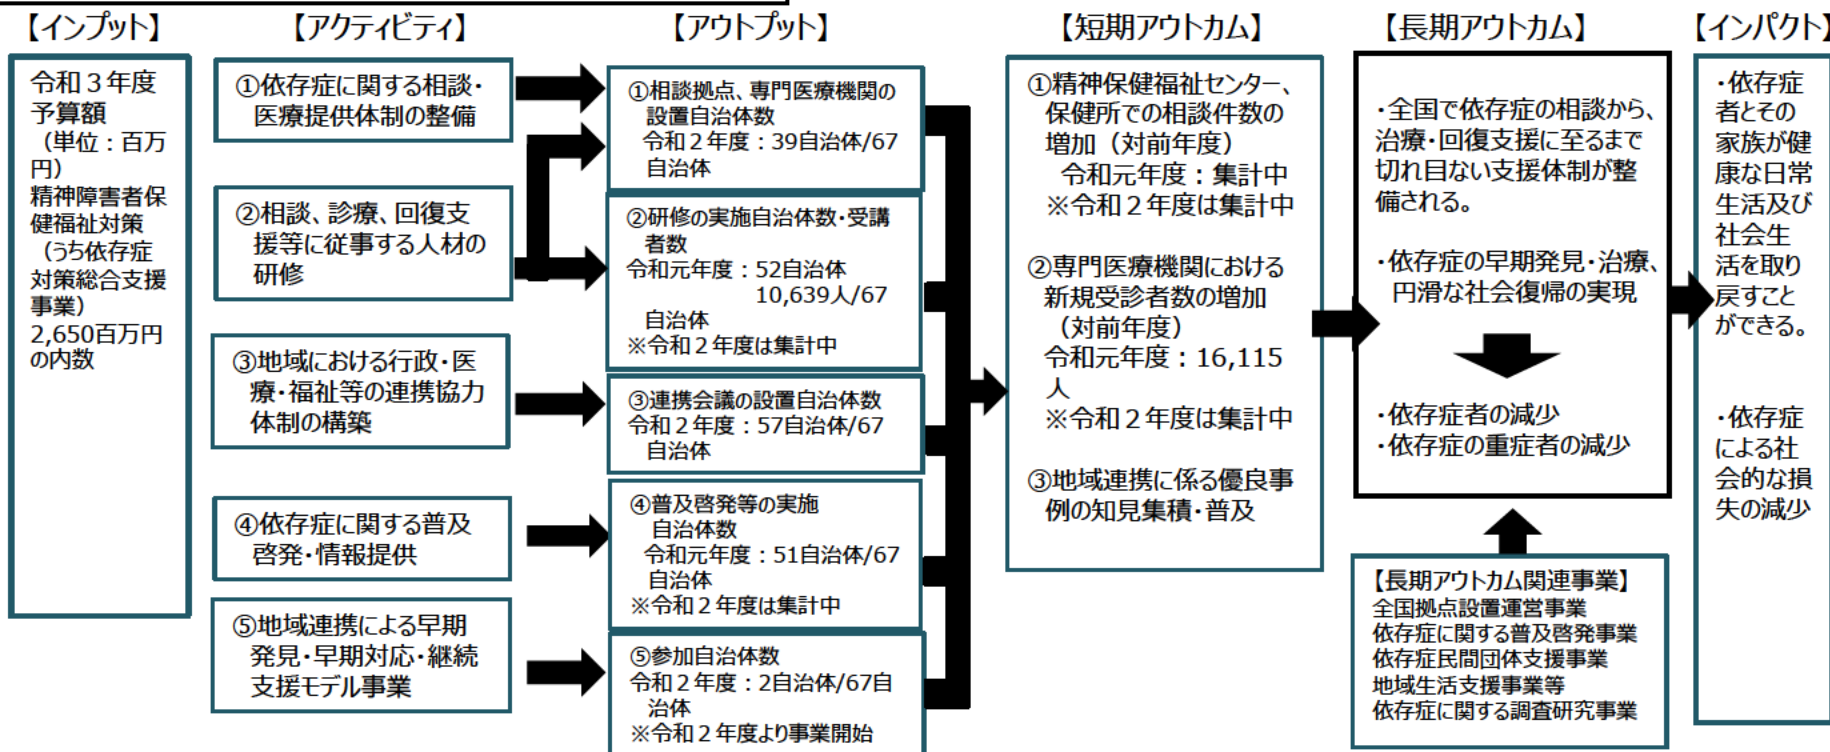 【インプット】
令和３年度
予算額
（単位：百万
円）
精神障害者保
健福祉対策
（うち依存症
対策総合支援
事業）
2,650百万円
の内数
【アクティビティ】
①依存症に関する相談・
医療提供体制の整備
②相談、診療、回復支
援等に従事する人材の
研修
③地域における行政・医
療・福祉等の連携協力
体制の構築
④依存症に関する普及
啓発・情報提供
⑤地域連携による早期
発見・早期対応・継続
支援モデル事業
【アウトプット】
①相談拠点、専門医療機関の
設置自治体数
令和２年度：39自治体/67
自治体
②研修の実施自治体数・受講
者数
令和元年度：52自治体
10,639人/67
自治体
※令和２年度は集計中
③連携会議の設置自治体数
令和２年度：57自治体/67
自治体
④普及啓発等の実施
自治体数
令和元年度：51自治体/67
自治体
※令和２年度は集計中
⑤参加自治体数
令和２年度：2自治体/67自
治体
※令和２年度より事業開始
【短期アウトカム】
①精神保健福祉センター、
保健所での相談件数の
増加（対前年度）
令和元年度：集計中
※令和２年度は集計中
②専門医療機関における
新規受診者数の増加
（対前年度）
令和元年度：16,115
人
※令和２年度は集計中
③地域連携に係る優良事
例の知見集積・普及
【長期アウトカム】
・全国で依存症の相談から、
治療・回復支援に至るまで
切れ目ない支援体制が整
備される。
・依存症の早期発見・治療、
円滑な社会復帰の実現
・依存症者の減少
・依存症の重症者の減少
【長期アウトカム関連事業】
全国拠点設置運営事業
依存症に関する普及啓発事業
依存症民間団体支援事業
地域生活支援事業等
依存症に関する調査研究事業
【インパクト】
・依存症
者とその
家族が健
康な日常
生活及び
社会生
活を取り
戻すこと
ができる。
・依存症
による社
会的な損
失の減少